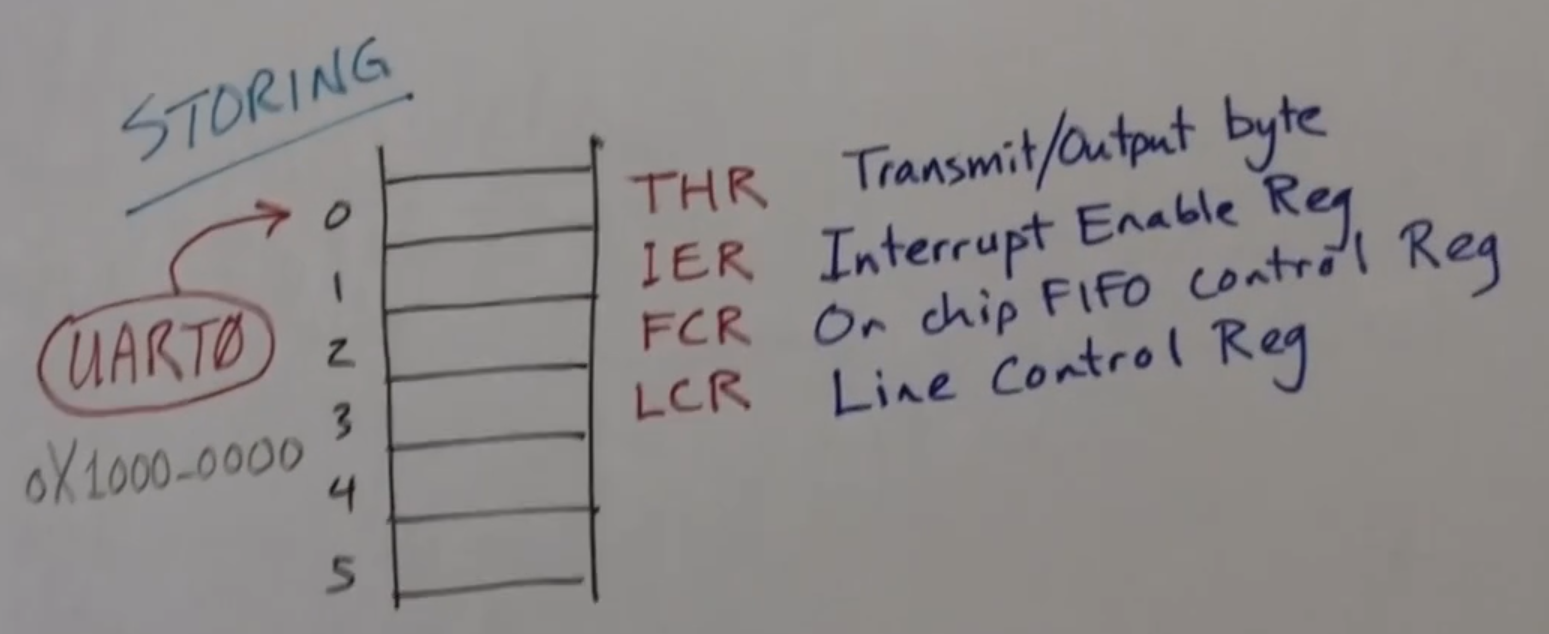 STORING
0 THR Transmit/Output byte
1 IER Interrupt Enable Reg
UART0
2 FCR On chip FIFO control Reg
3 LCR Line Control Reg
0X1000-0000
4
5